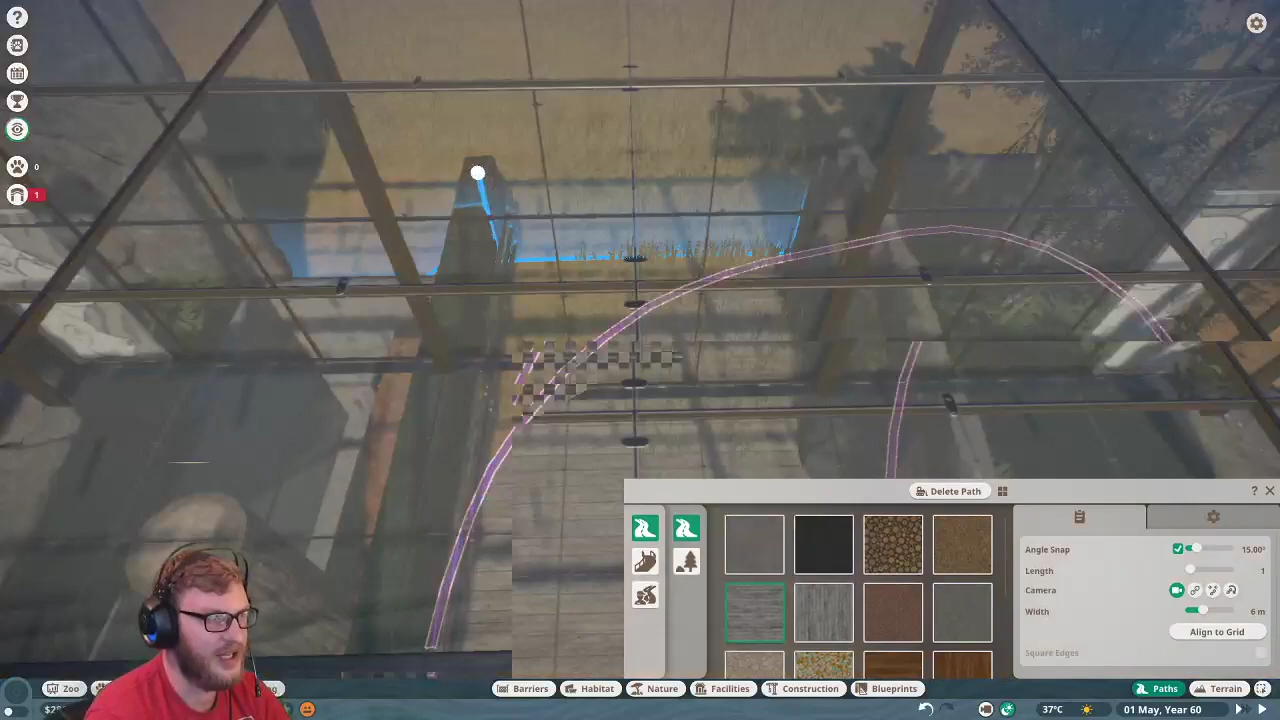 0
1
Delete Path
?
Angle Snap 15.00°
Length 1
Camera
Width 6 m
Align to Grid
Square Edges
Zoo
Barriers
Habitat
Nature
Facilities
Construction
Blueprints
Paths
Terrain
37°C
01 May, Year 60